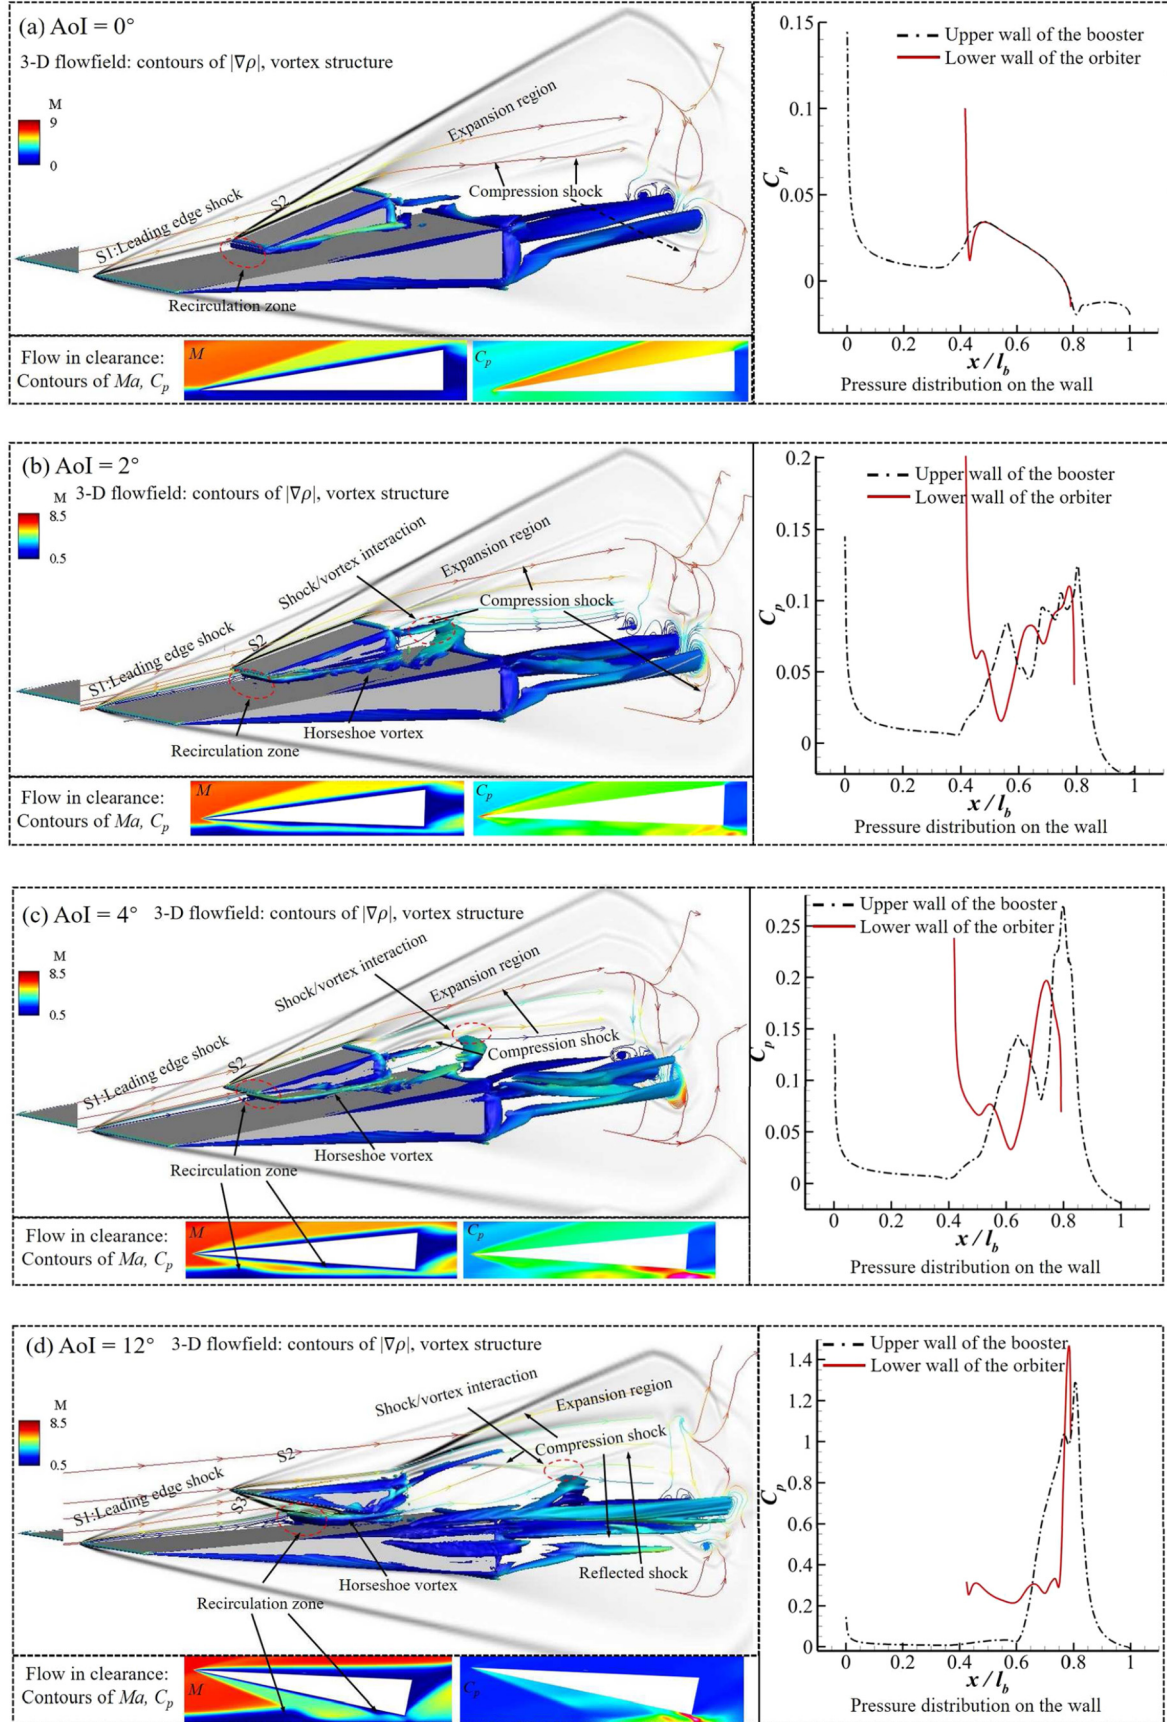 (a) AoI = 0°
3-D flowfield: contours of |∇ρ|, vortex structure
M
9
0
Expansion region
S1:Leading edge shock
S2
Compression shock
Recirculation zone
Flow in clearance:
Contours of Ma, Cp
M
Cp
Upper wall of the booster
Lower wall of the orbiter
Cp
0.15
0.1
0.05
0
0 0.2 0.4 0.6 0.8 1
x / lb
Pressure distribution on the wall
(b) AoI = 2°
3-D flowfield: contours of |∇ρ|, vortex structure
M
8.5
0.5
Shock/vortex interaction
Expansion region
Compression shock
S1:Leading edge shock
S2
Horseshoe vortex
Recirculation zone
Flow in clearance:
Contours of Ma, Cp
M
Cp
Upper wall of the booster
Lower wall of the orbiter
Cp
0.2
0.15
0.1
0.05
0
0 0.2 0.4 0.6 0.8 1
x / lb
Pressure distribution on the wall
(c) AoI = 4°
3-D flowfield: contours of |∇ρ|, vortex structure
M
8.5
0.5
Shock/vortex interaction
Expansion region
Compression shock
S1:Leading edge shock
S2
Horseshoe vortex
Recirculation zone
Flow in clearance:
Contours of Ma, Cp
M
Cp
Upper wall of the booster
Lower wall of the orbiter
Cp
0.25
0.2
0.15
0.1
0.05
0
0 0.2 0.4 0.6 0.8 1
x / lb
Pressure distribution on the wall
(d) AoI = 12°
3-D flowfield: contours of |∇ρ|, vortex structure
M
8.5
0.5
Shock/vortex interaction
Expansion region
Compression shock
S2
S1:Leading edge shock
S3
Reflected shock
Horseshoe vortex
Recirculation zone
Flow in clearance:
Contours of Ma, Cp
M
Cp
Upper wall of the booster
Lower wall of the orbiter
Cp
1.4
1.2
1
0.8
0.6
0.4
0.2
0
0 0.2 0.4 0.6 0.8 1
x / lb
Pressure distribution on the wall